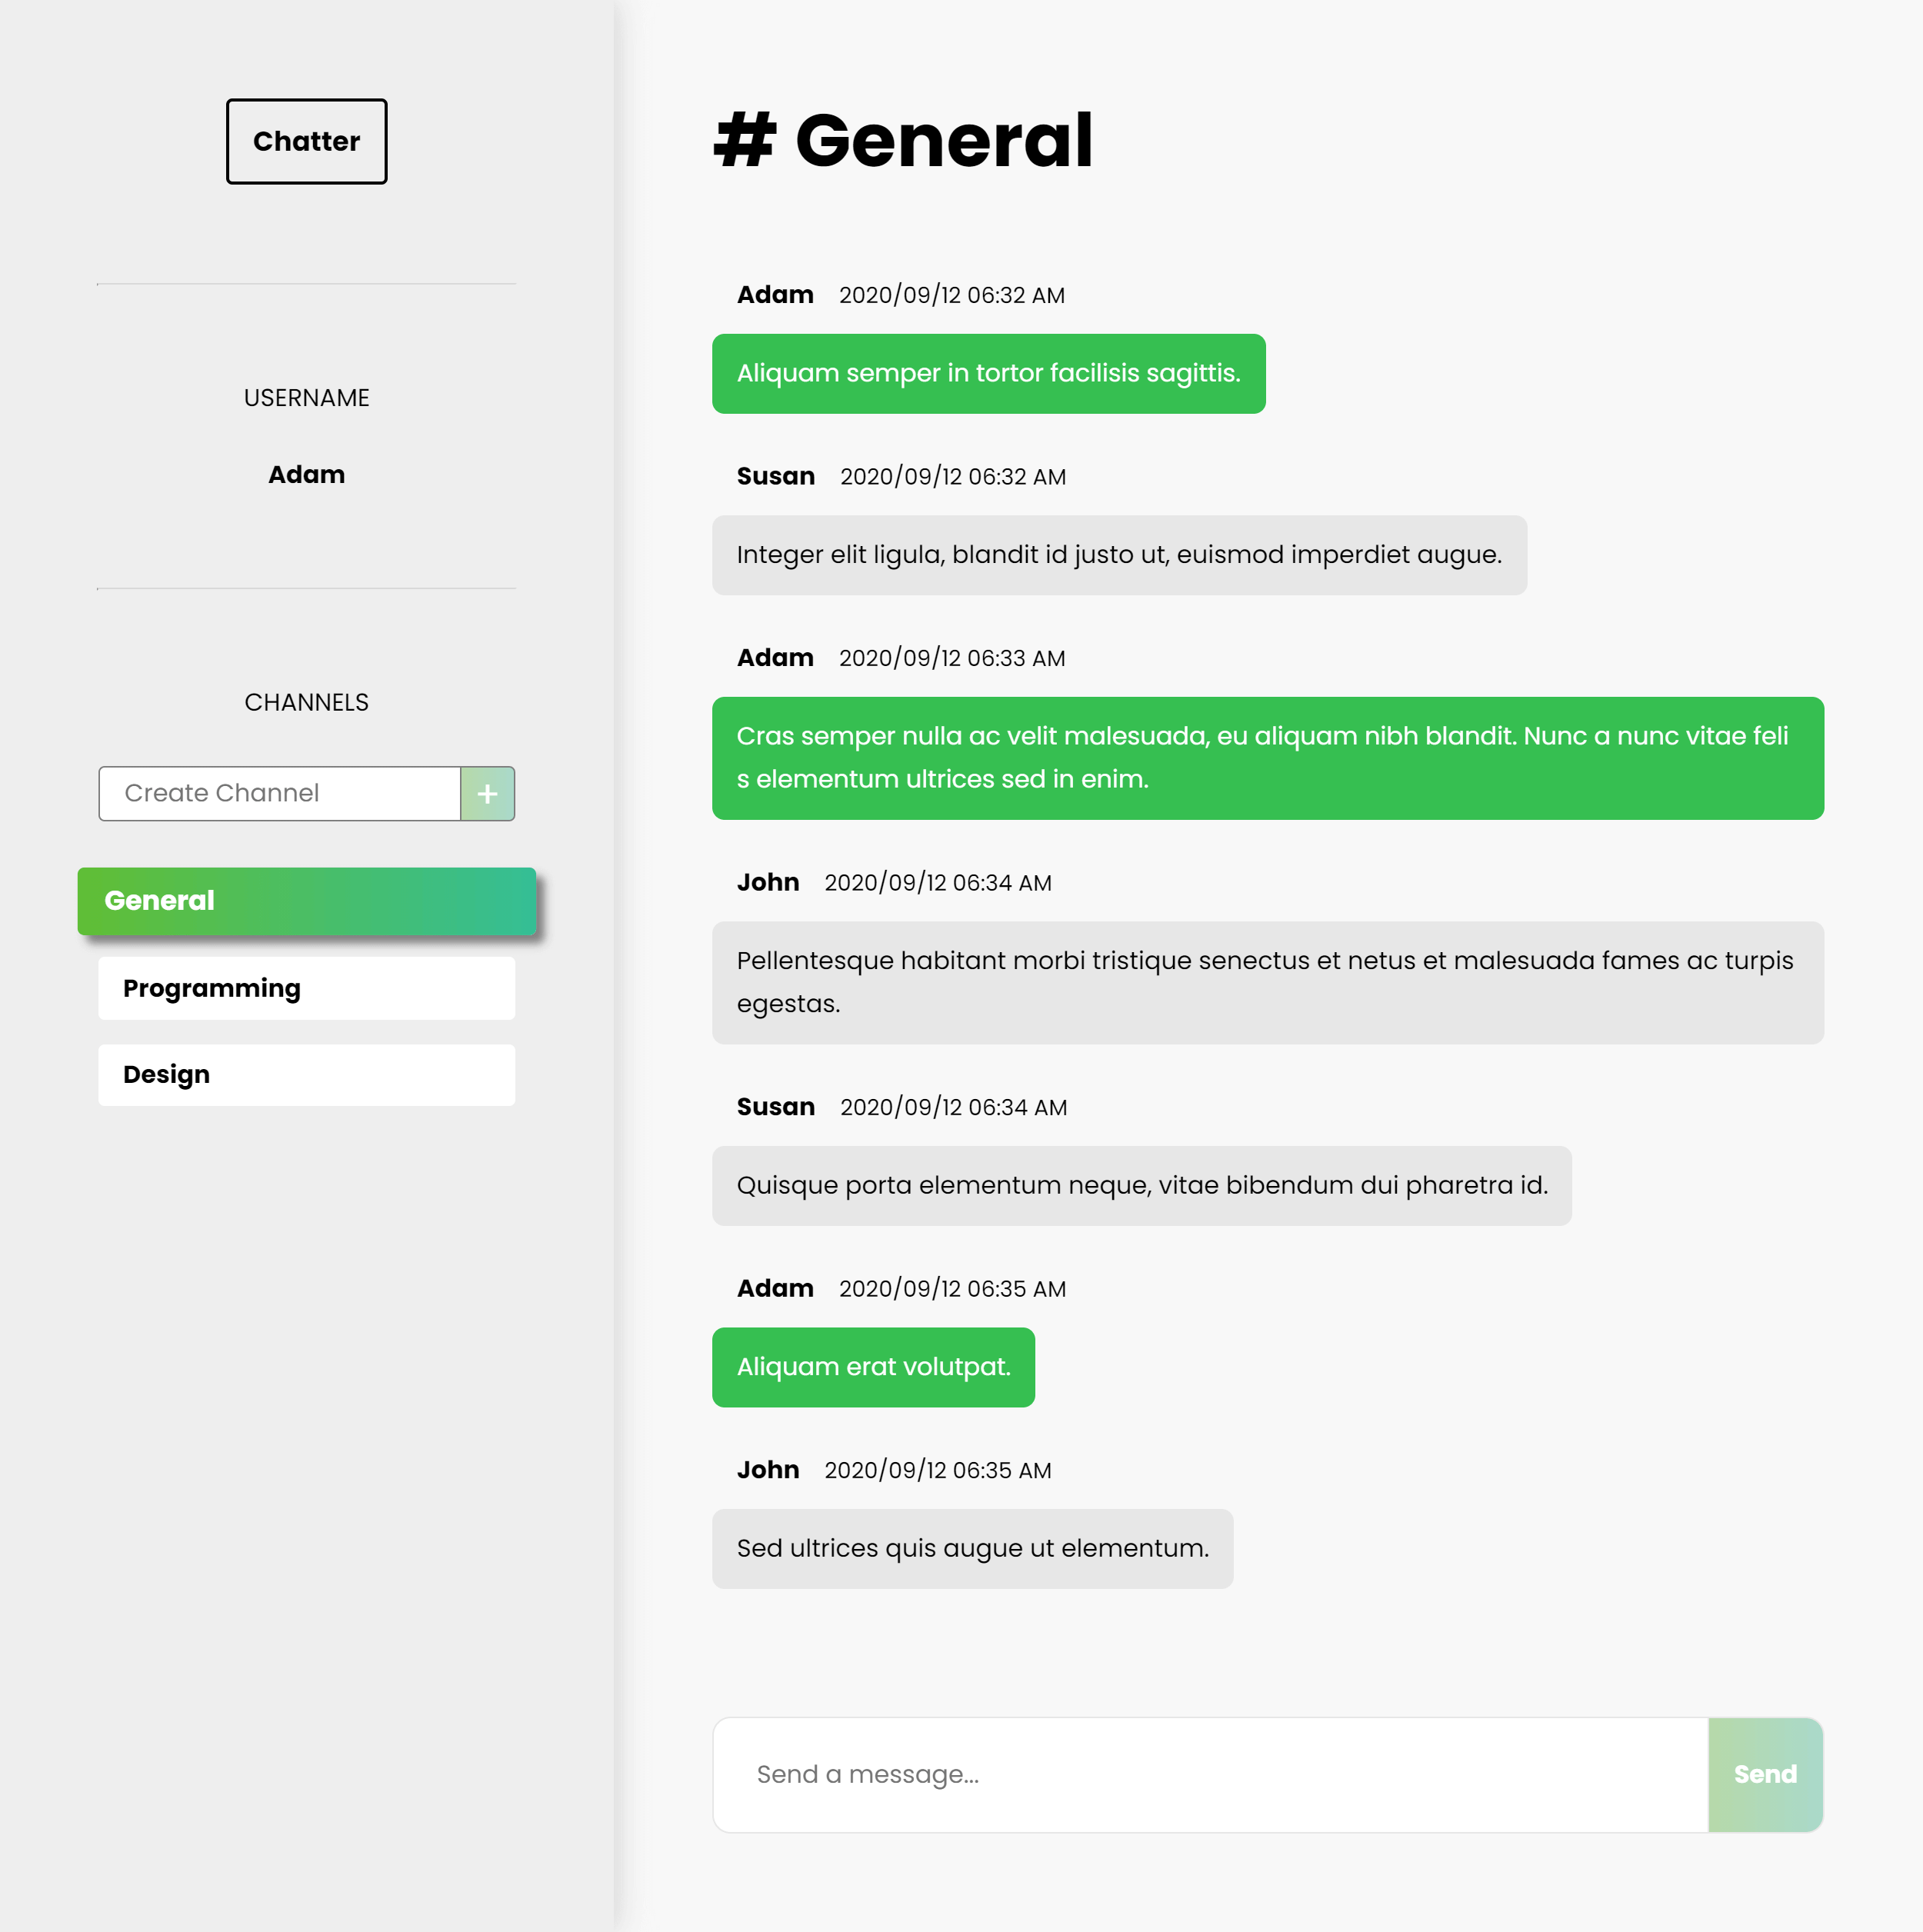 Chatter
USERNAME
Adam
CHANNELS
Create Channel +
General
Programming
Design
# General
Adam 2020/09/12 06:32 AM
Aliquam semper in tortor facilisis sagittis.
Susan 2020/09/12 06:32 AM
Integer elit ligula, blandit id justo ut, euismod imperdiet augue.
Adam 2020/09/12 06:33 AM
Cras semper nulla ac velit malesuada, eu aliquam nibh blandit. Nunc a nunc vitae feli
s elementum ultrices sed in enim.
John 2020/09/12 06:34 AM
Pellentesque habitant morbi tristique senectus et netus et malesuada fames ac turpis
egestas.
Susan 2020/09/12 06:34 AM
Quisque porta elementum neque, vitae bibendum dui pharetra id.
Adam 2020/09/12 06:35 AM
Aliquam erat volutpat.
John 2020/09/12 06:35 AM
Sed ultrices quis augue ut elementum.
Send a message... Send